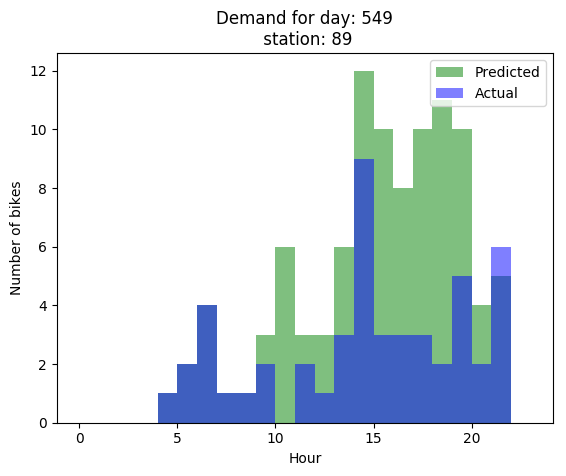 Demand for day: 549
station: 89
12
10
8
6
4
2
0
Number of bikes
Predicted
Actual
0 5 10 15 20
Hour